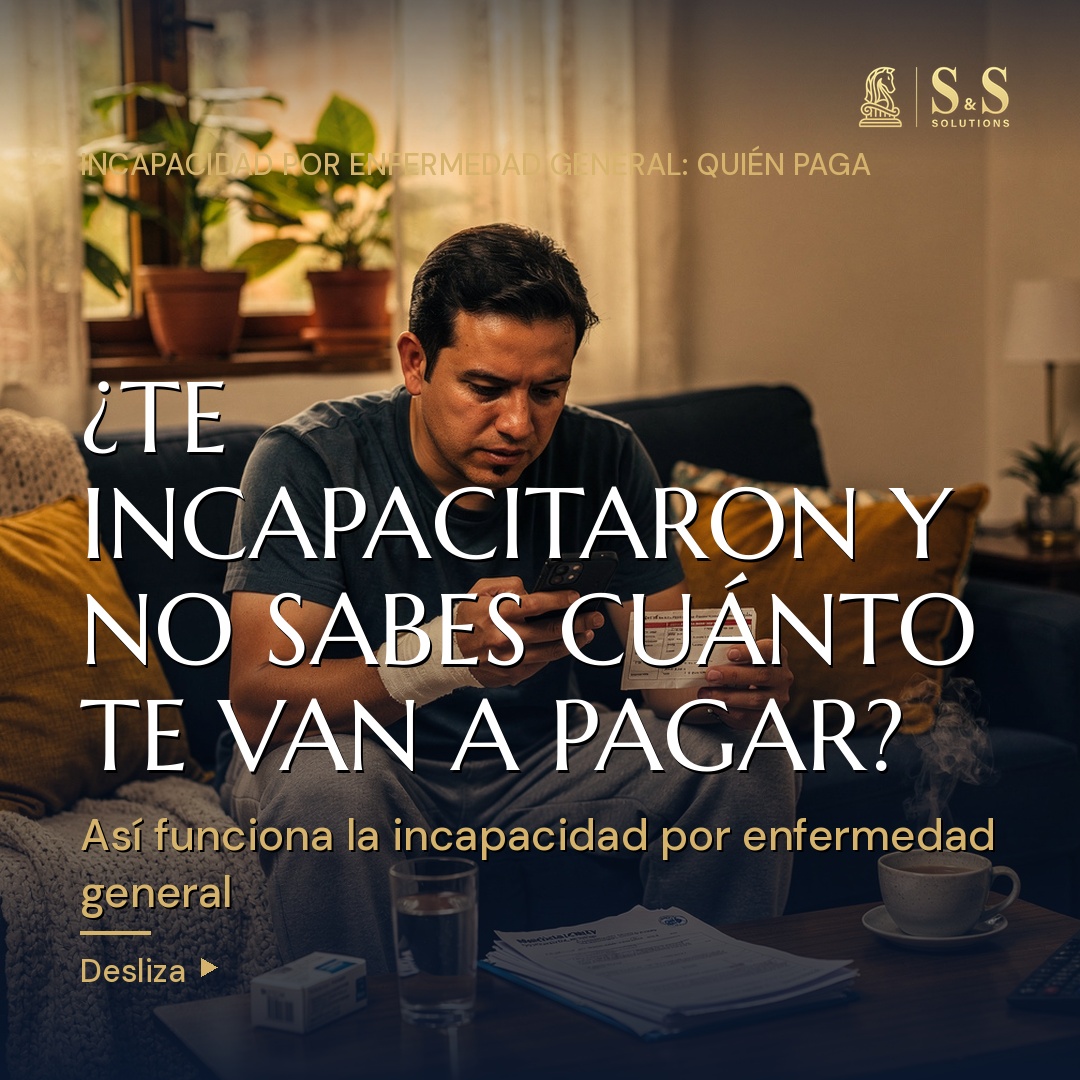 S&S
SOLUTIONS
INCAPACIDAD POR ENFERMEDAD GENERAL: QUIÉN PAGA
¿TE
INCAPACITARON Y
NO SABES CUÁNTO
TE VAN A PAGAR?
Así funciona la incapacidad por enfermedad
general
Desliza